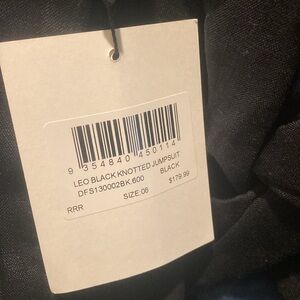 9 354840 450114
LEO BLACK KNOTTED JUMPSUIT
DFS130002BK.600 BLACK
RRR SIZE:06 $179.99